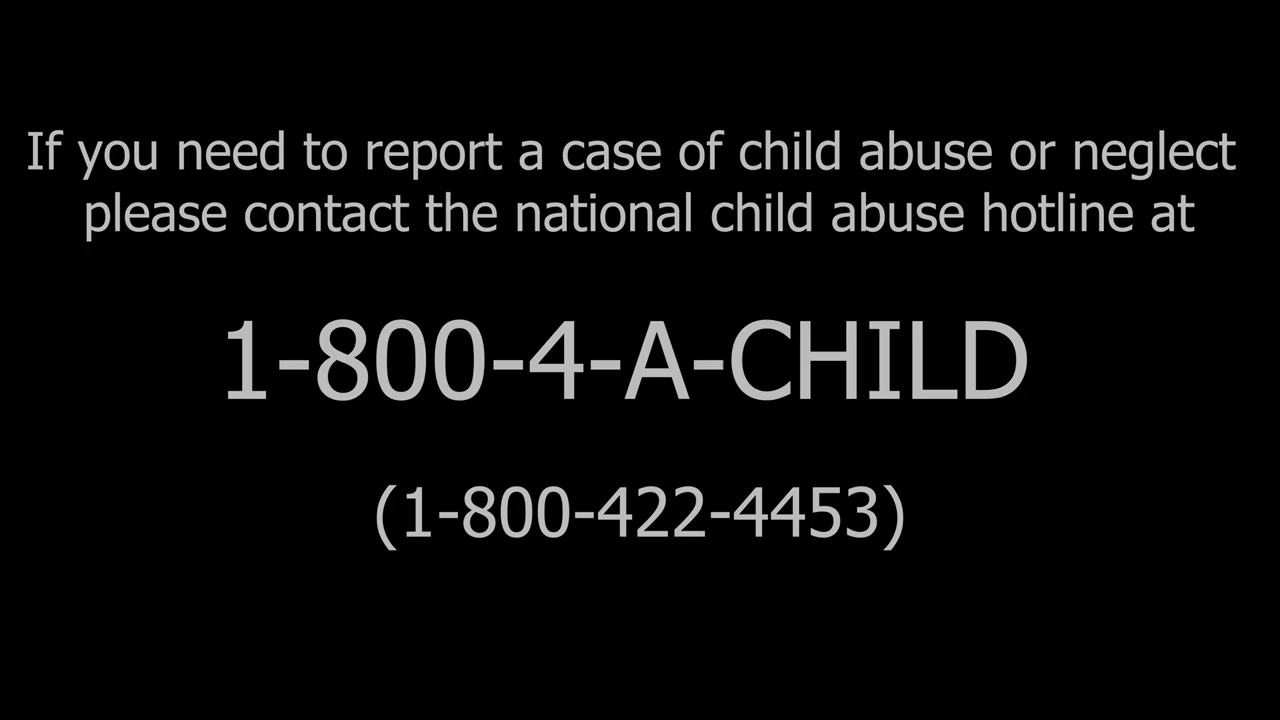 If you need to report a case of child abuse or neglect
please contact the national child abuse hotline at
1-800-4-A-CHILD
(1-800-422-4453)